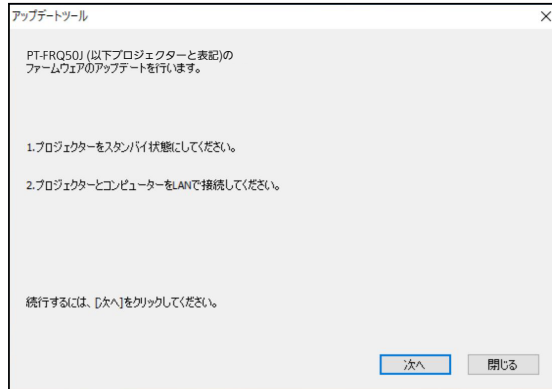 アップデートツール
PT-FRQ50J (以下プロジェクターと表記)の
ファームウェアのアップデートを行います。
1.プロジェクターをスタンバイ状態にしてください。
2.プロジェクターとコンピューターをLANで接続してください。
続行するには、[次へ]をクリックしてください。
次へ
閉じる